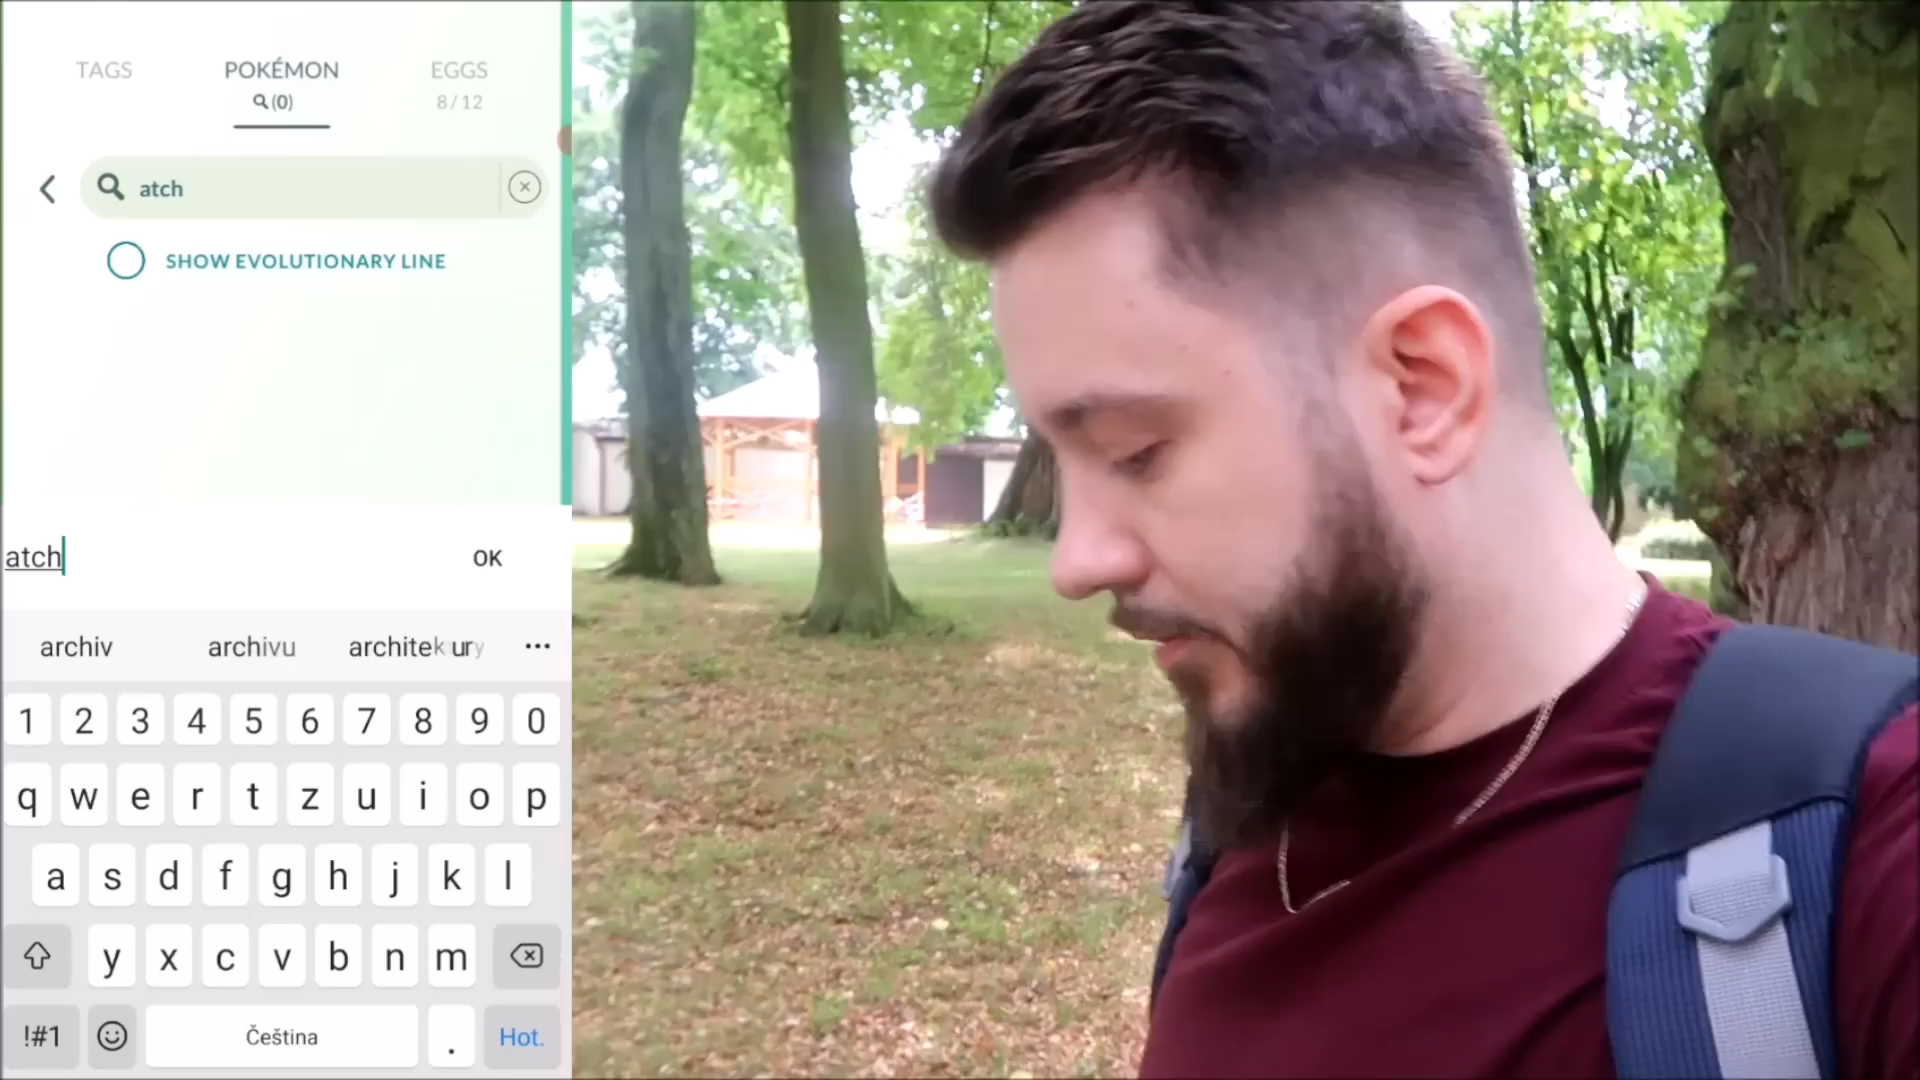 TAGS
POKÉMON
EGGS
(0)
8 / 12
atch
SHOW EVOLUTIONARY LINE
atch
OK
archiv
archivu
1 2 3 4 5 6 7 8 9 0
q w e r t z u i o p
a s d f g h j k l
y x c v b n m
!#1
Čeština
.
Hot.